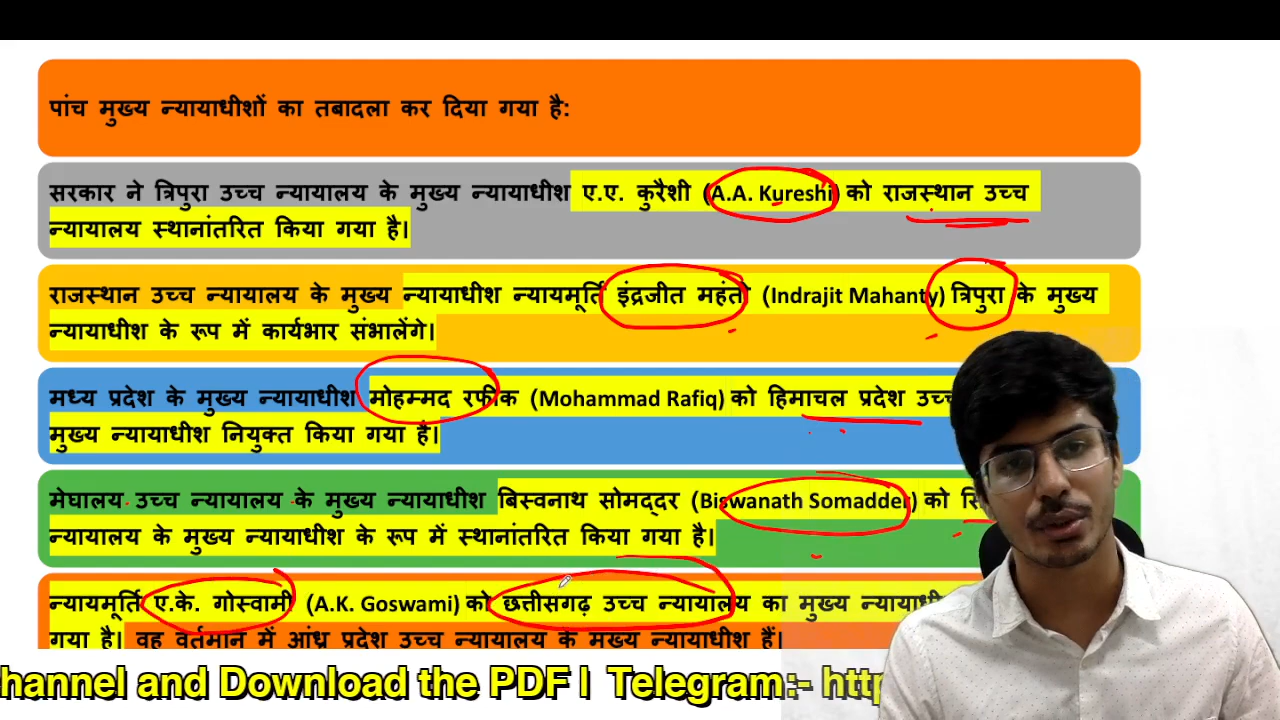 पांच मुख्य न्यायाधीशों का तबादला कर दिया गया है:
सरकार ने त्रिपुरा उच्च न्यायालय के मुख्य न्यायाधीश ए.ए. कुरैशी (A.A. Kureshi) को राजस्थान उच्च
न्यायालय स्थानांतरित किया गया है।
राजस्थान उच्च न्यायालय के मुख्य न्यायाधीश न्यायमूर्ति इंद्रजीत महंती (Indrajit Mahanty) त्रिपुरा के मुख्य
न्यायाधीश के रूप में कार्यभार संभालेंगे।
मध्य प्रदेश के मुख्य न्यायाधीश मोहम्मद रफीक (Mohammad Rafiq) को हिमाचल प्रदेश
मुख्य न्यायाधीश नियुक्त किया गया है।
मेघालय उच्च न्यायालय के मुख्य न्यायाधीश बिस्वनाथ सोमद्दर (Biswanath Somadder) को
न्यायालय के मुख्य न्यायाधीश के रूप में स्थानांतरित किया गया है।
न्यायमूर्ति ए.के. गोस्वामी (A.K. Goswami) को छत्तीसगढ़ उच्च न्यायालय का मुख्य
गया है। वह वर्तमान में आंध्र प्रदेश उच्च न्यायालय के मुख्य न्यायाधीश हैं।
hannel and Download the PDF। Telegram:- http